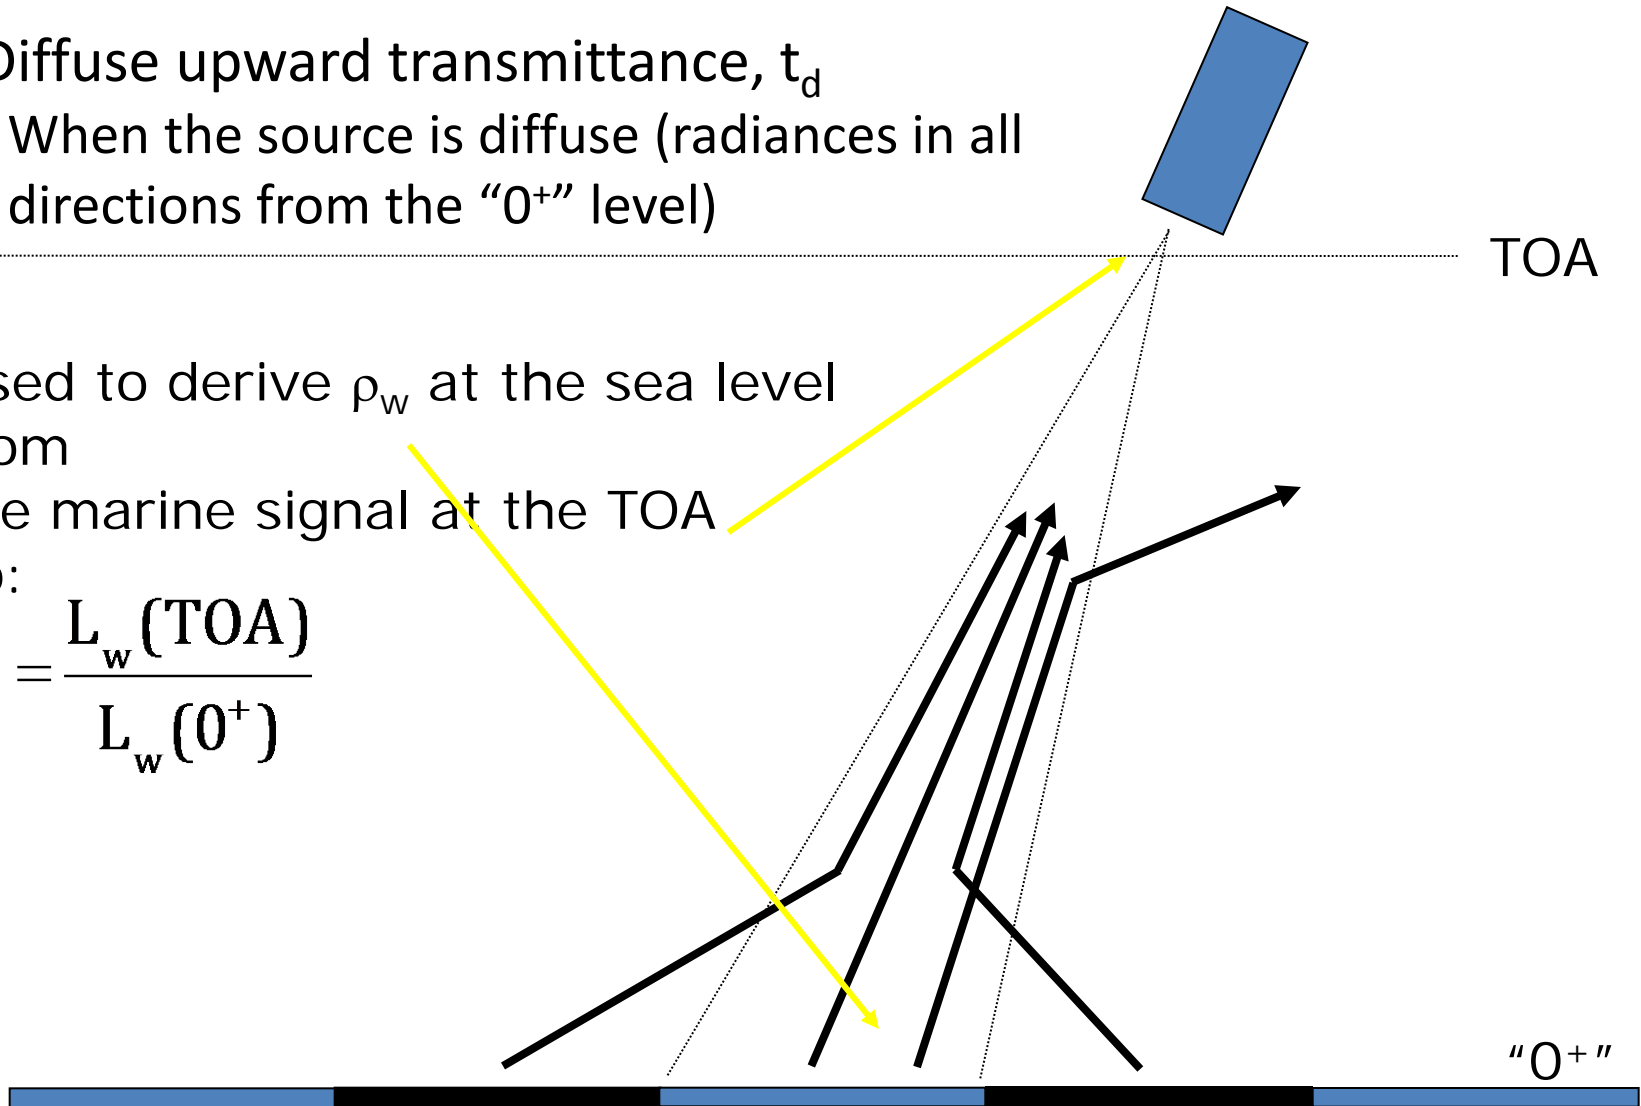 Diffuse upward transmittance, t_d
When the source is diffuse (radiances in all
directions from the “0⁺” level)
TOA
sed to derive ρ_w at the sea level
om
e marine signal at the TOA
:
= L_w(TOA) / L_w(0⁺)
“0⁺”